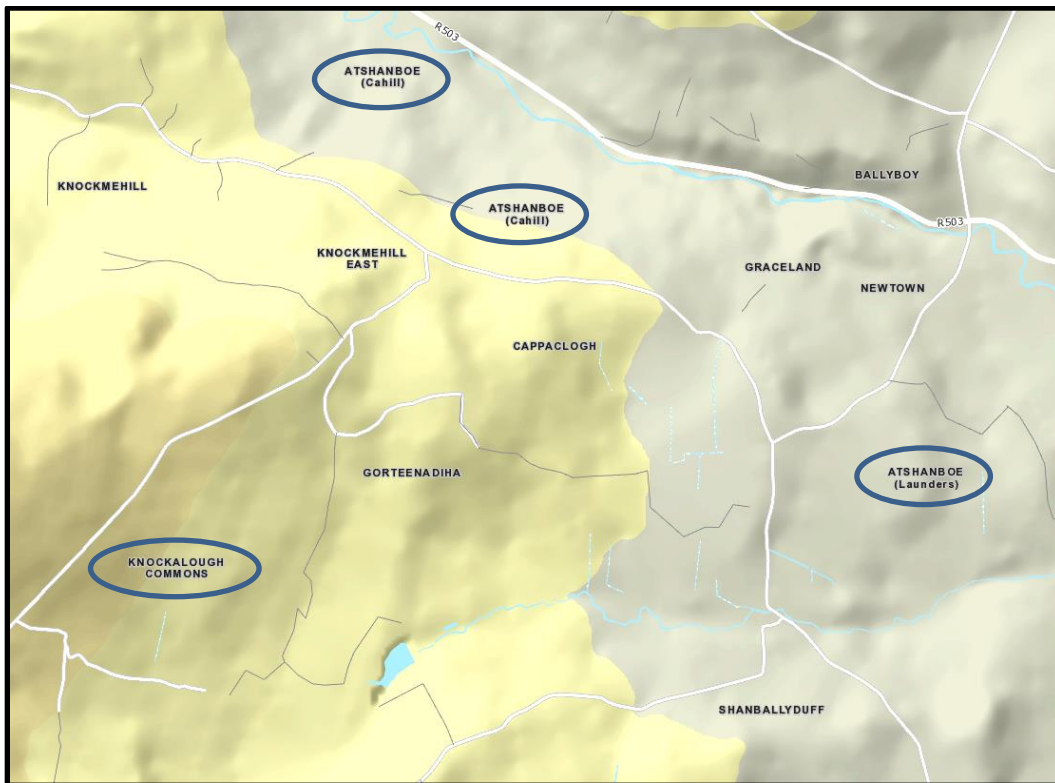 R503
ATSHANBOE
(Cahill)
KNOCKMEHILL
BALLYBOY
ATSHANBOE
(Cahill)
R503
KNOCKMEHILL
EAST
GRACELAND
NEWTOWN
CAPPACLOGH
GORTEENADIHA
ATSHANBOE
(Launders)
KNOCKALOUGH
COMMONS
SHANBALLYDUFF